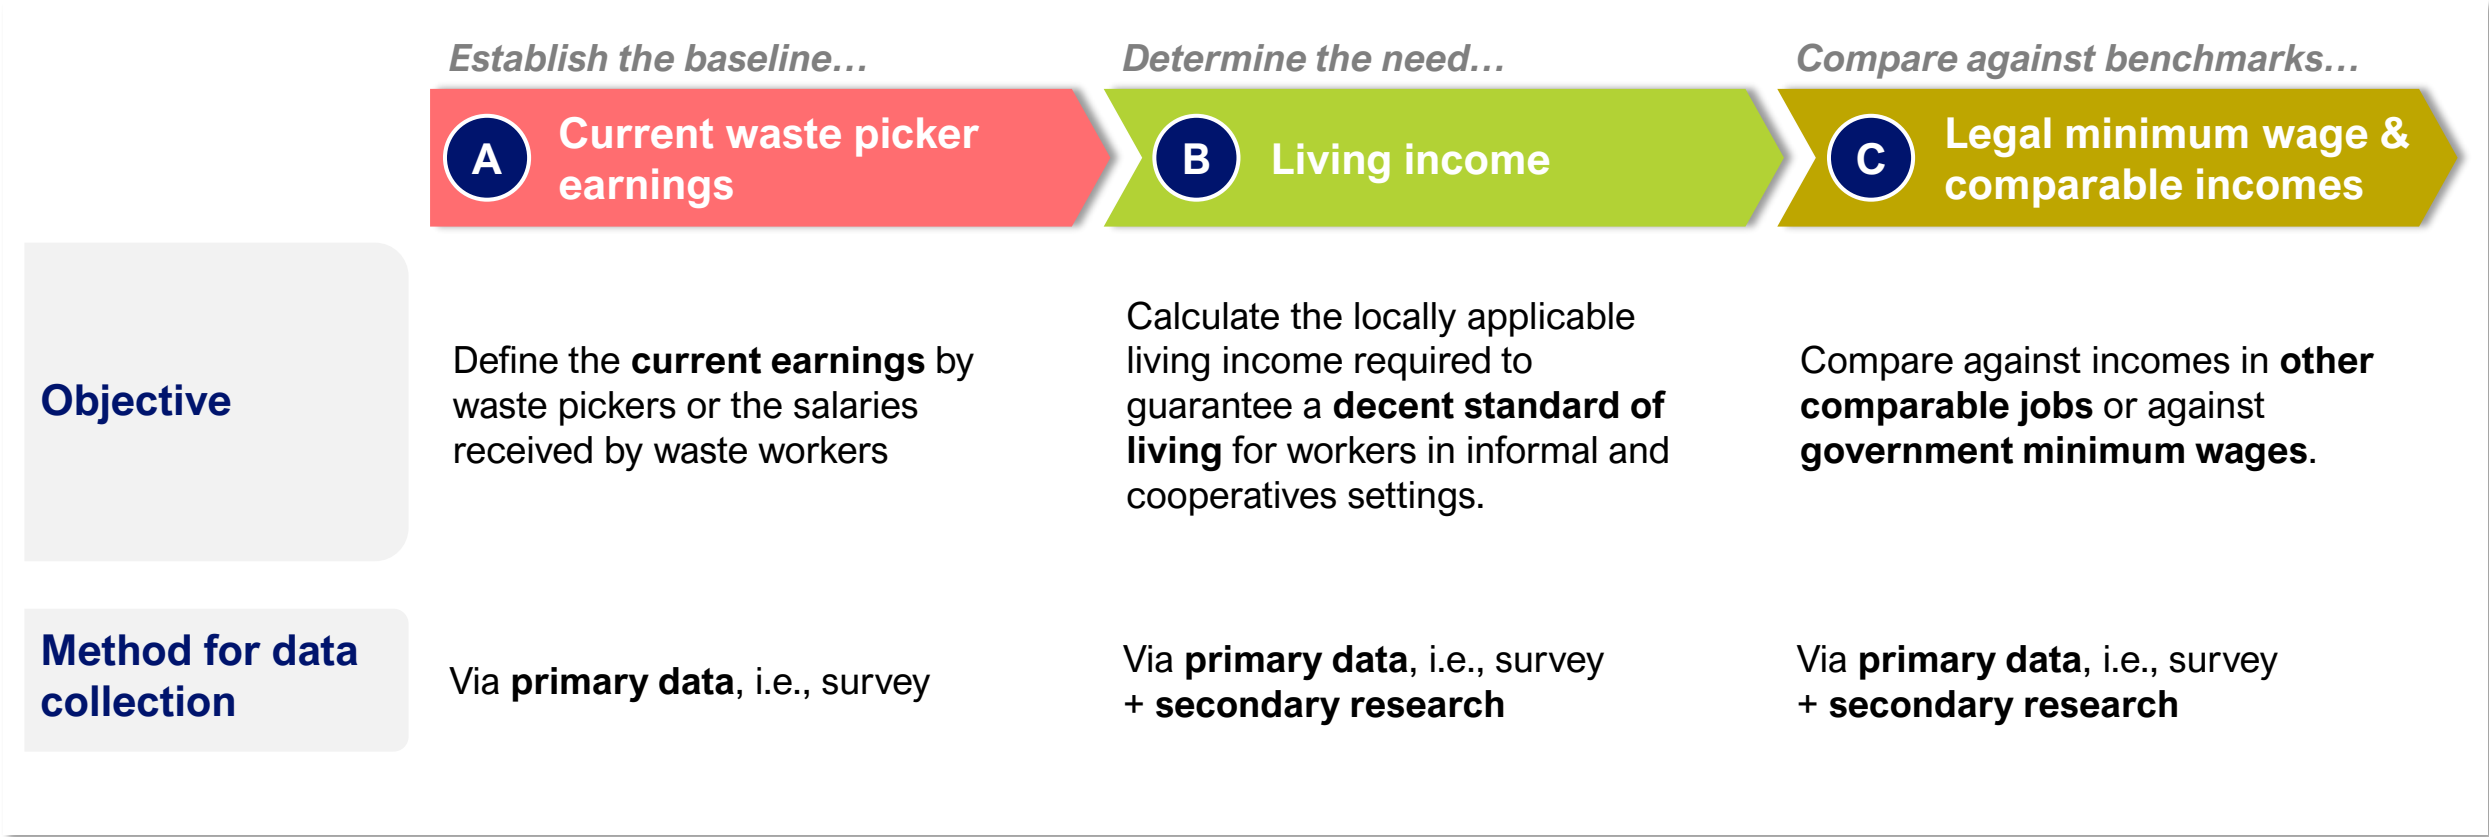 Establish the baseline…
Determine the need…
Compare against benchmarks…
A
Current waste picker
earnings
B
Living income
C
Legal minimum wage &
comparable incomes
Objective
Define the current earnings by
waste pickers or the salaries
received by waste workers
Calculate the locally applicable
living income required to
guarantee a decent standard of
living for workers in informal and
cooperatives settings.
Compare against incomes in other
comparable jobs or against
government minimum wages.
Method for data
collection
Via primary data, i.e., survey
Via primary data, i.e., survey
+ secondary research
Via primary data, i.e., survey
+ secondary research